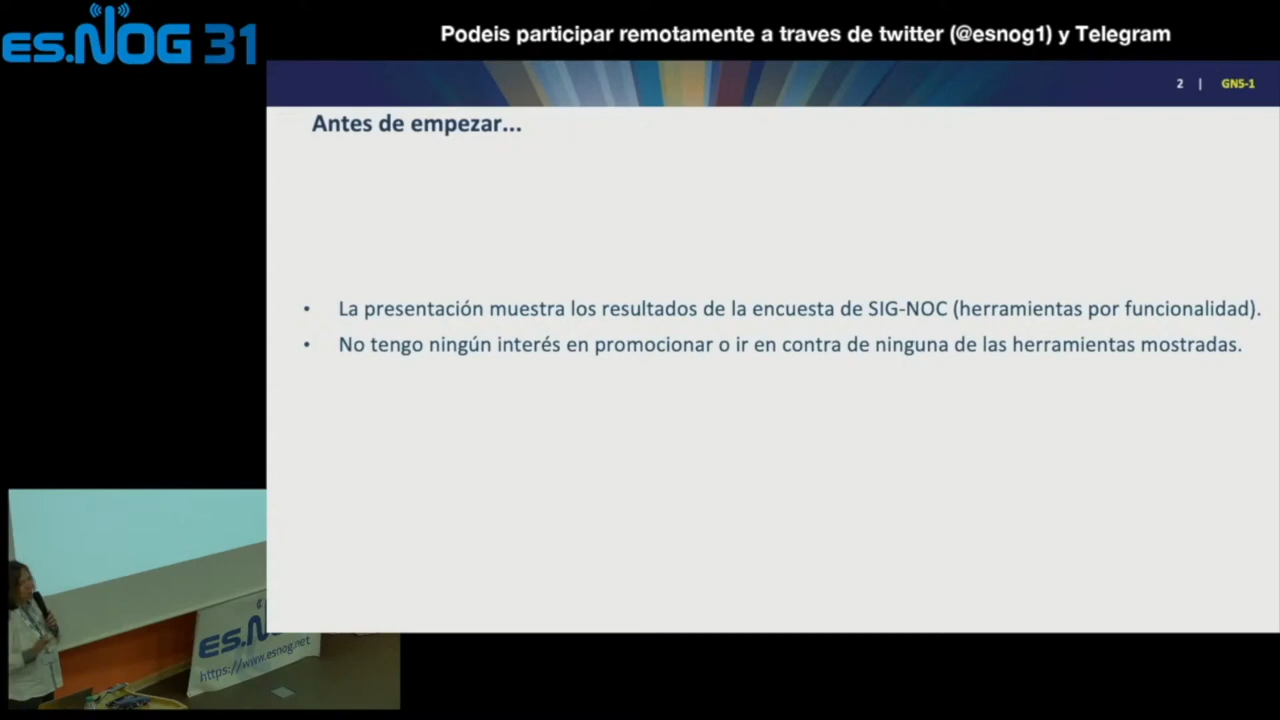 es.NOG 31
Podeis participar remotamente a traves de twitter (@esnog1) y Telegram
2 | GN5-1
Antes de empezar...
• La presentación muestra los resultados de la encuesta de SIG-NOC (herramientas por funcionalidad).
• No tengo ningún interés en promocionar o ir en contra de ninguna de las herramientas mostradas.
ES.N
https://www.esnog.net